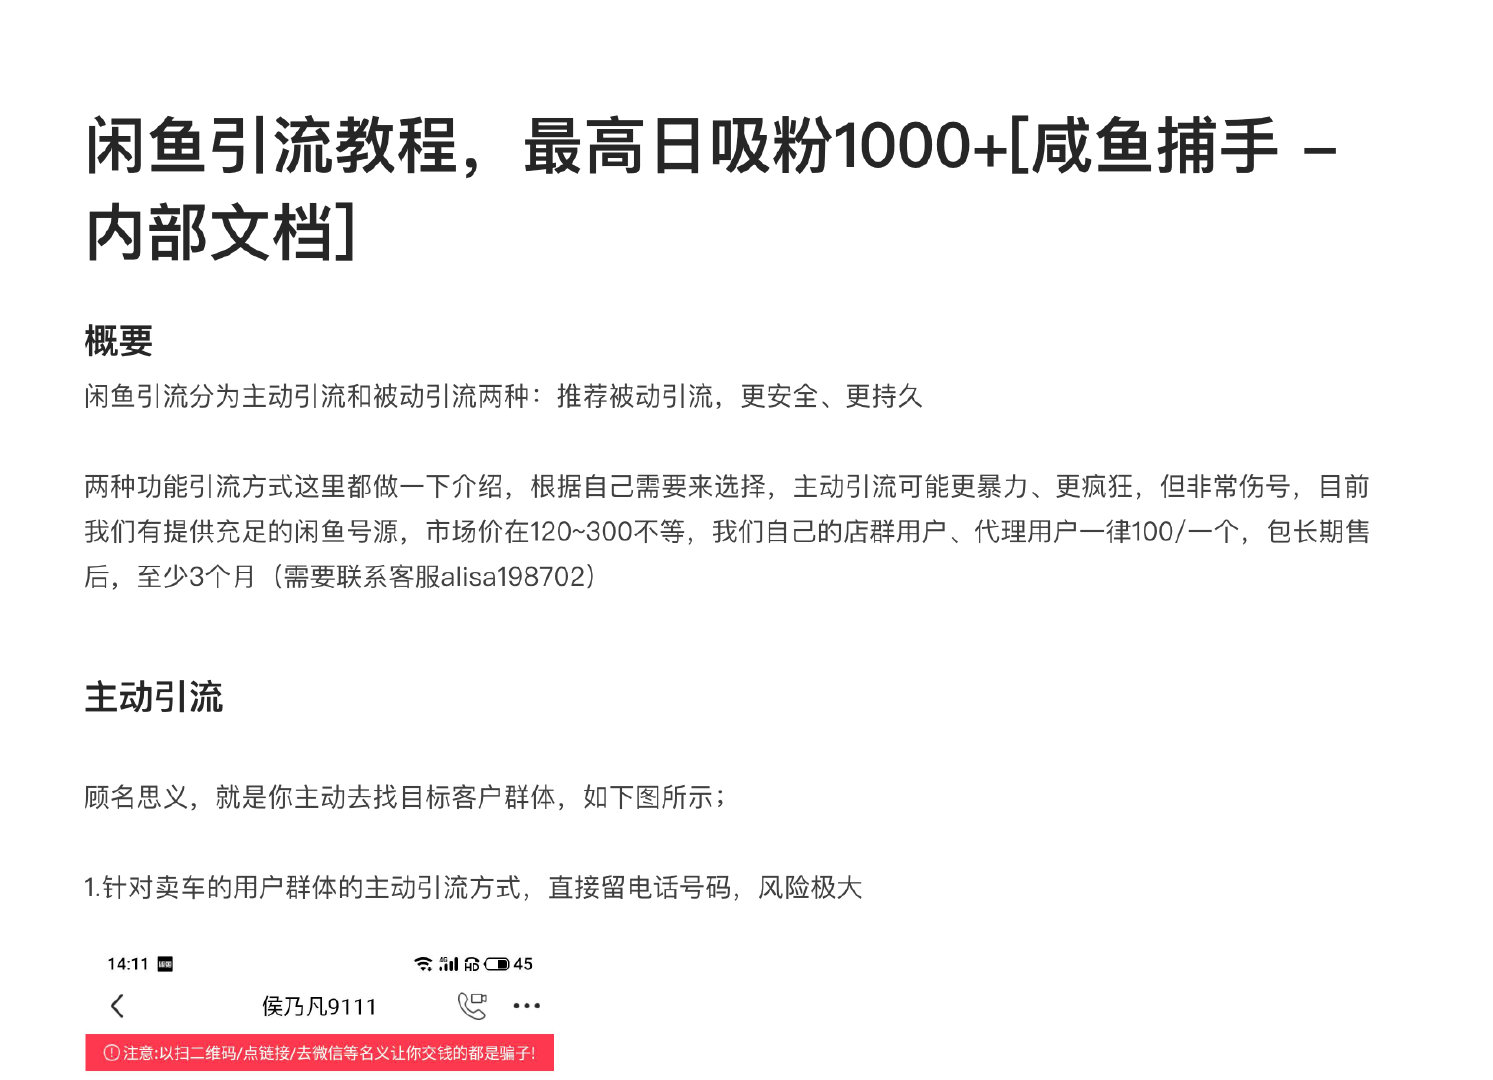 闲鱼引流教程，最高日吸粉1000+[咸鱼捕手 –
内部文档]
概要
闲鱼引流分为主动引流和被动引流两种：推荐被动引流，更安全、更持久
两种功能引流方式这里都做一下介绍，根据自己需要来选择，主动引流可能更暴力、更疯狂，但非常伤号，目前
我们有提供充足的闲鱼号源，市场价在120~300不等，我们自己的店群用户、代理用户一律100/一个，包长期售
后，至少3个月（需要联系客服alisa198702）
主动引流
顾名思义，就是你主动去找目标客户群体，如下图所示；
1.针对卖车的用户群体的主动引流方式，直接留电话号码，风险极大
14:11 4G HD 45
侯乃凡9111
注意:以扫二维码/点链接/去微信等名义让你交钱的都是骗子!